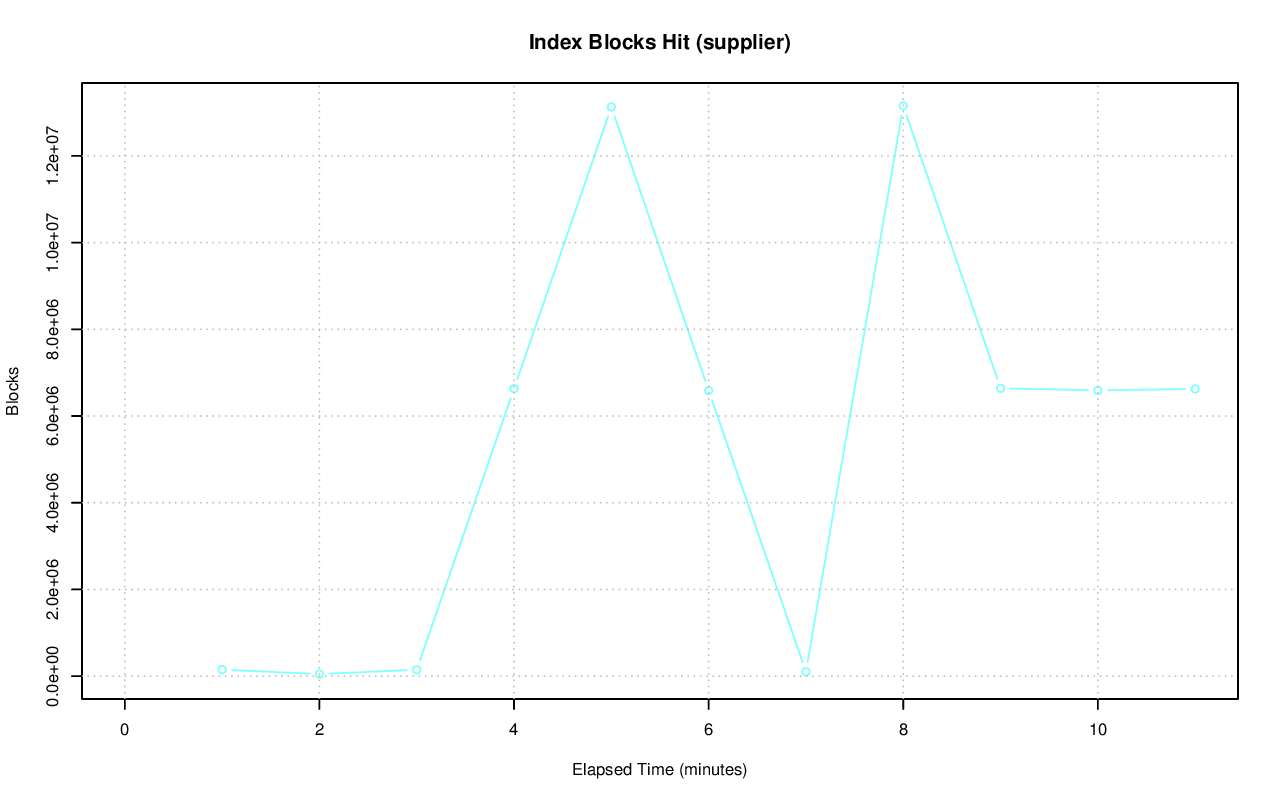 Index Blocks Hit (supplier)
1.2e+07
1.0e+07
8.0e+06
6.0e+06
4.0e+06
2.0e+06
0.0e+00
Blocks
0 2 4 6 8 10
Elapsed Time (minutes)